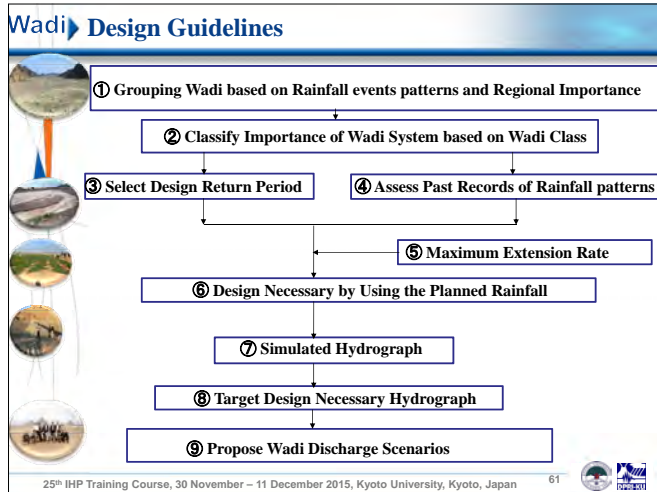 Wadi Design Guidelines
① Grouping Wadi based on Rainfall events patterns and Regional Importance
② Classify Importance of Wadi System based on Wadi Class
③ Select Design Return Period
④ Assess Past Records of Rainfall patterns
⑤ Maximum Extension Rate
⑥ Design Necessary by Using the Planned Rainfall
⑦ Simulated Hydrograph
⑧ Target Design Necessary Hydrograph
⑨ Propose Wadi Discharge Scenarios
25th IHP Training Course, 30 November – 11 December 2015, Kyoto University, Kyoto, Japan
61
DPRI-KU